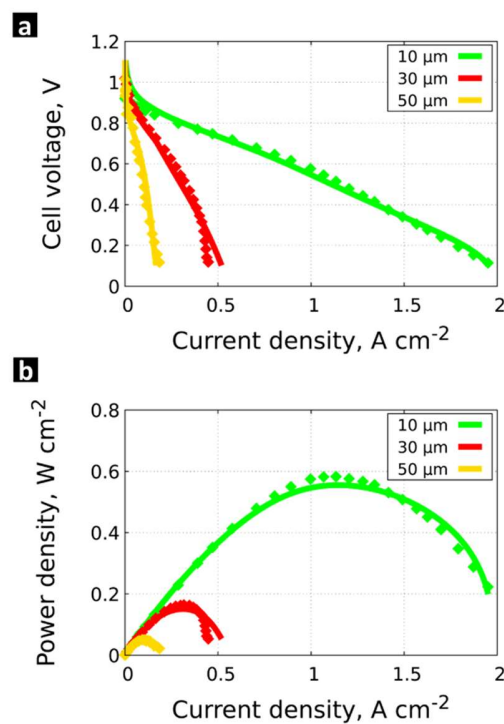 a
1.2
1
0.8
0.6
0.4
0.2
0
Cell voltage, V
10 μm
30 μm
50 μm
0 0.5 1 1.5 2
Current density, A cm-2
b
0.8
0.6
0.4
0.2
0
Power density, W cm-2
10 μm
30 μm
50 μm
0 0.5 1 1.5 2
Current density, A cm-2